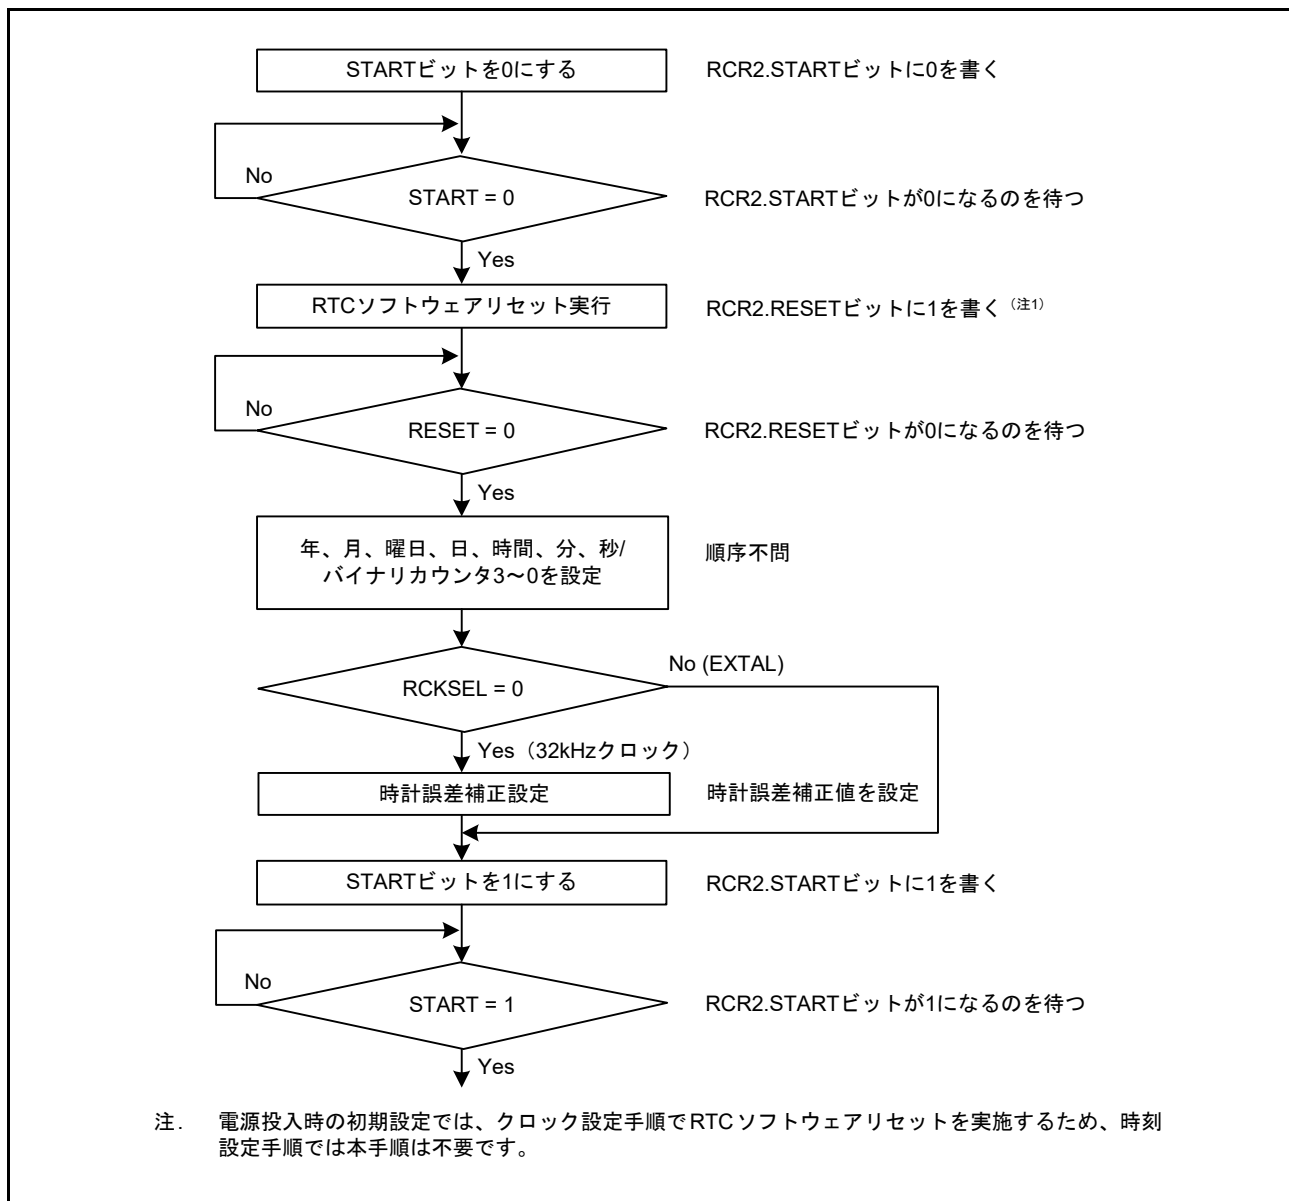 STARTビットを0にする
RCR2.STARTビットに0を書く
No
START = 0
RCR2.STARTビットが0になるのを待つ
Yes
RTCソフトウェアリセット実行
RCR2.RESETビットに1を書く（注1）
No
RESET = 0
RCR2.RESETビットが0になるのを待つ
Yes
年、月、曜日、日、時間、分、秒/
バイナリカウンタ3～0を設定
順序不問
No (EXTAL)
RCKSEL = 0
Yes（32kHzクロック）
時計誤差補正設定
時計誤差補正値を設定
STARTビットを1にする
RCR2.STARTビットに1を書く
No
START = 1
RCR2.STARTビットが1になるのを待つ
Yes
注. 電源投入時の初期設定では、クロック設定手順でRTCソフトウェアリセットを実施するため、時刻
設定手順では本手順は不要です。